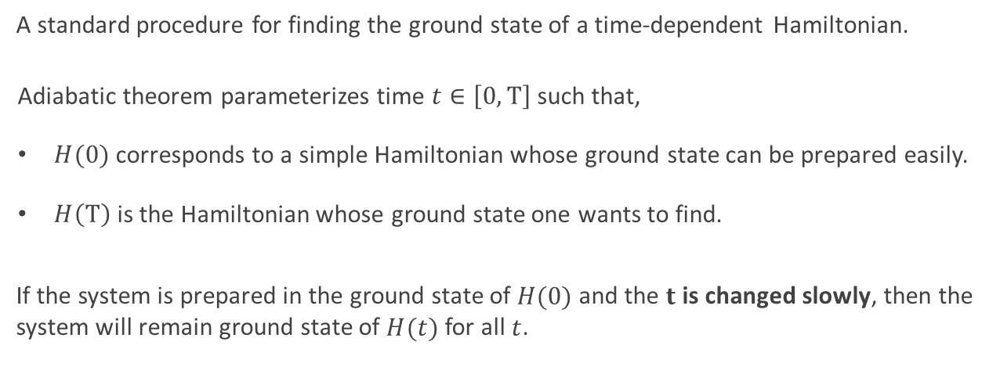 A standard procedure for finding the ground state of a time-dependent Hamiltonian.
Adiabatic theorem parameterizes time t ∈ [0, T] such that,
• H(0) corresponds to a simple Hamiltonian whose ground state can be prepared easily.
• H(T) is the Hamiltonian whose ground state one wants to find.
If the system is prepared in the ground state of H(0) and the t is changed slowly, then the
system will remain ground state of H(t) for all t.